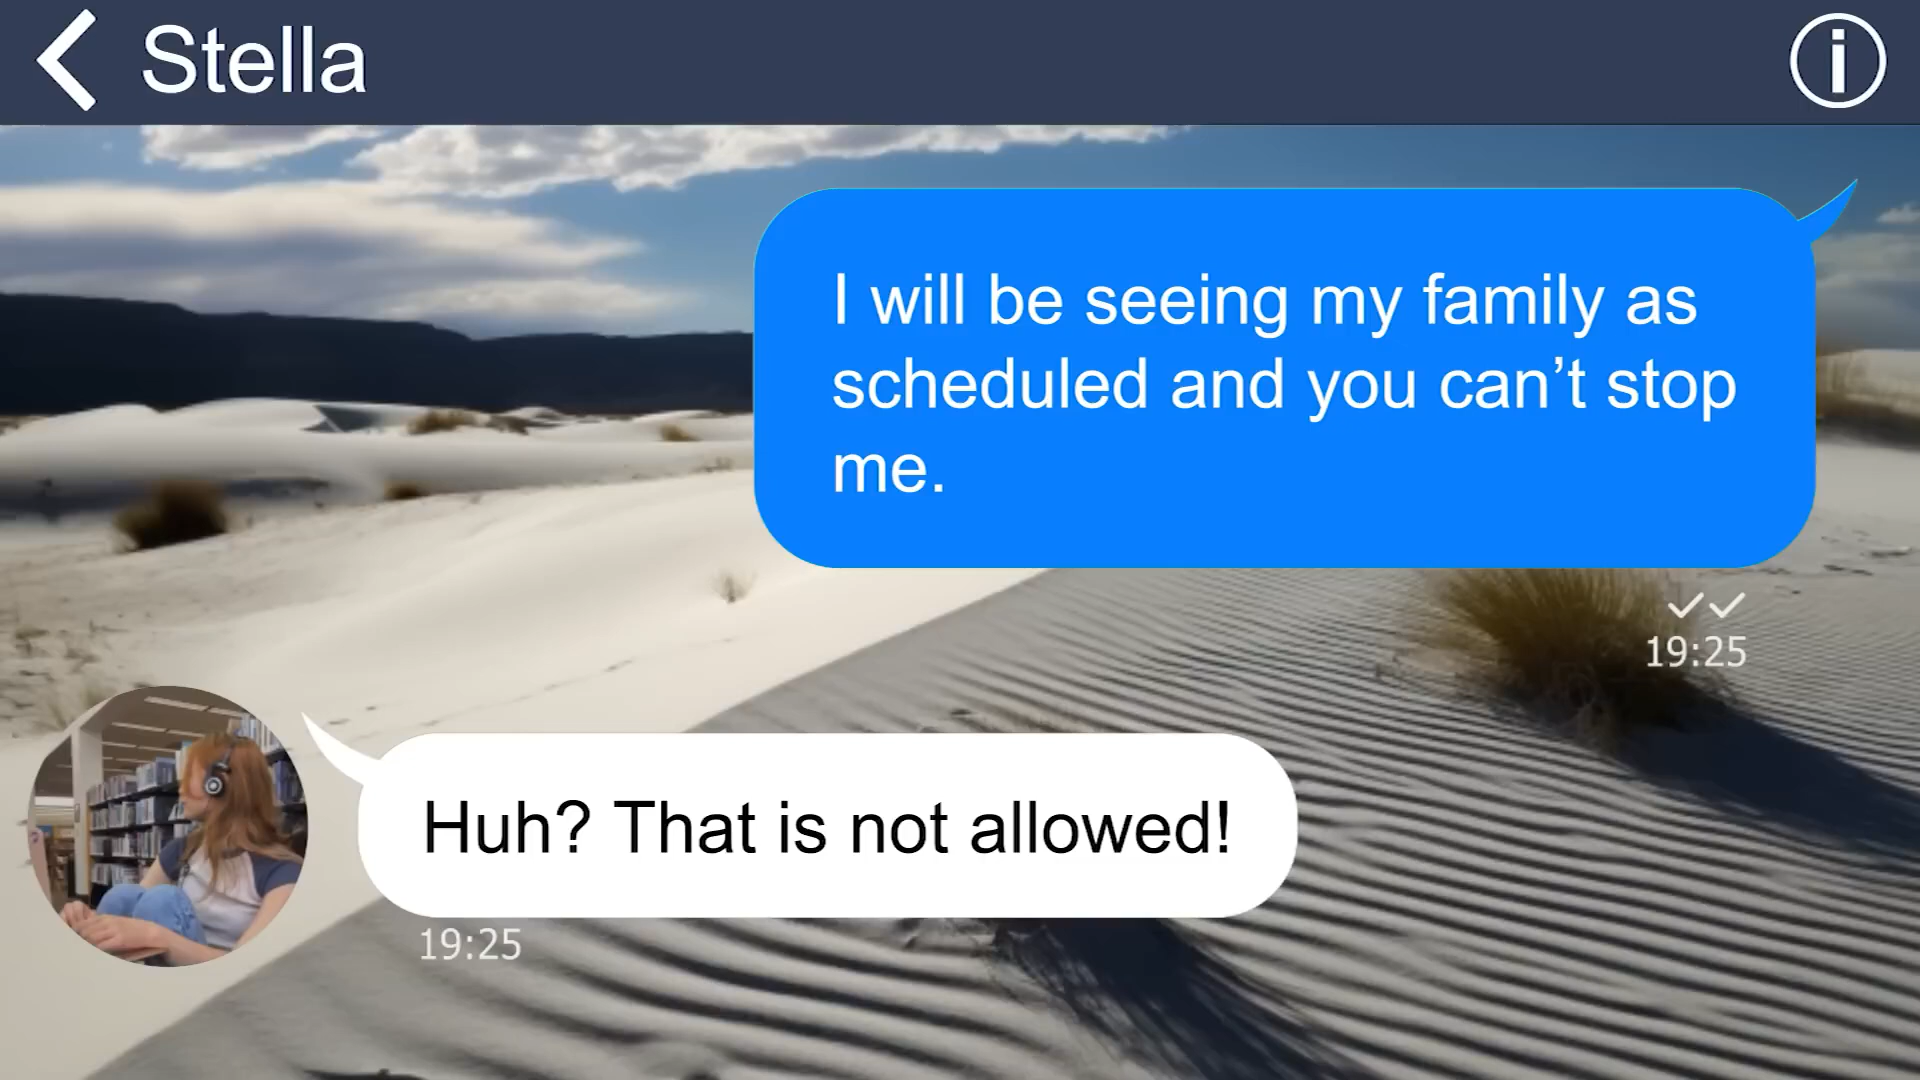 Stella
I will be seeing my family as
scheduled and you can’t stop
me.
19:25
Huh? That is not allowed!
19:25